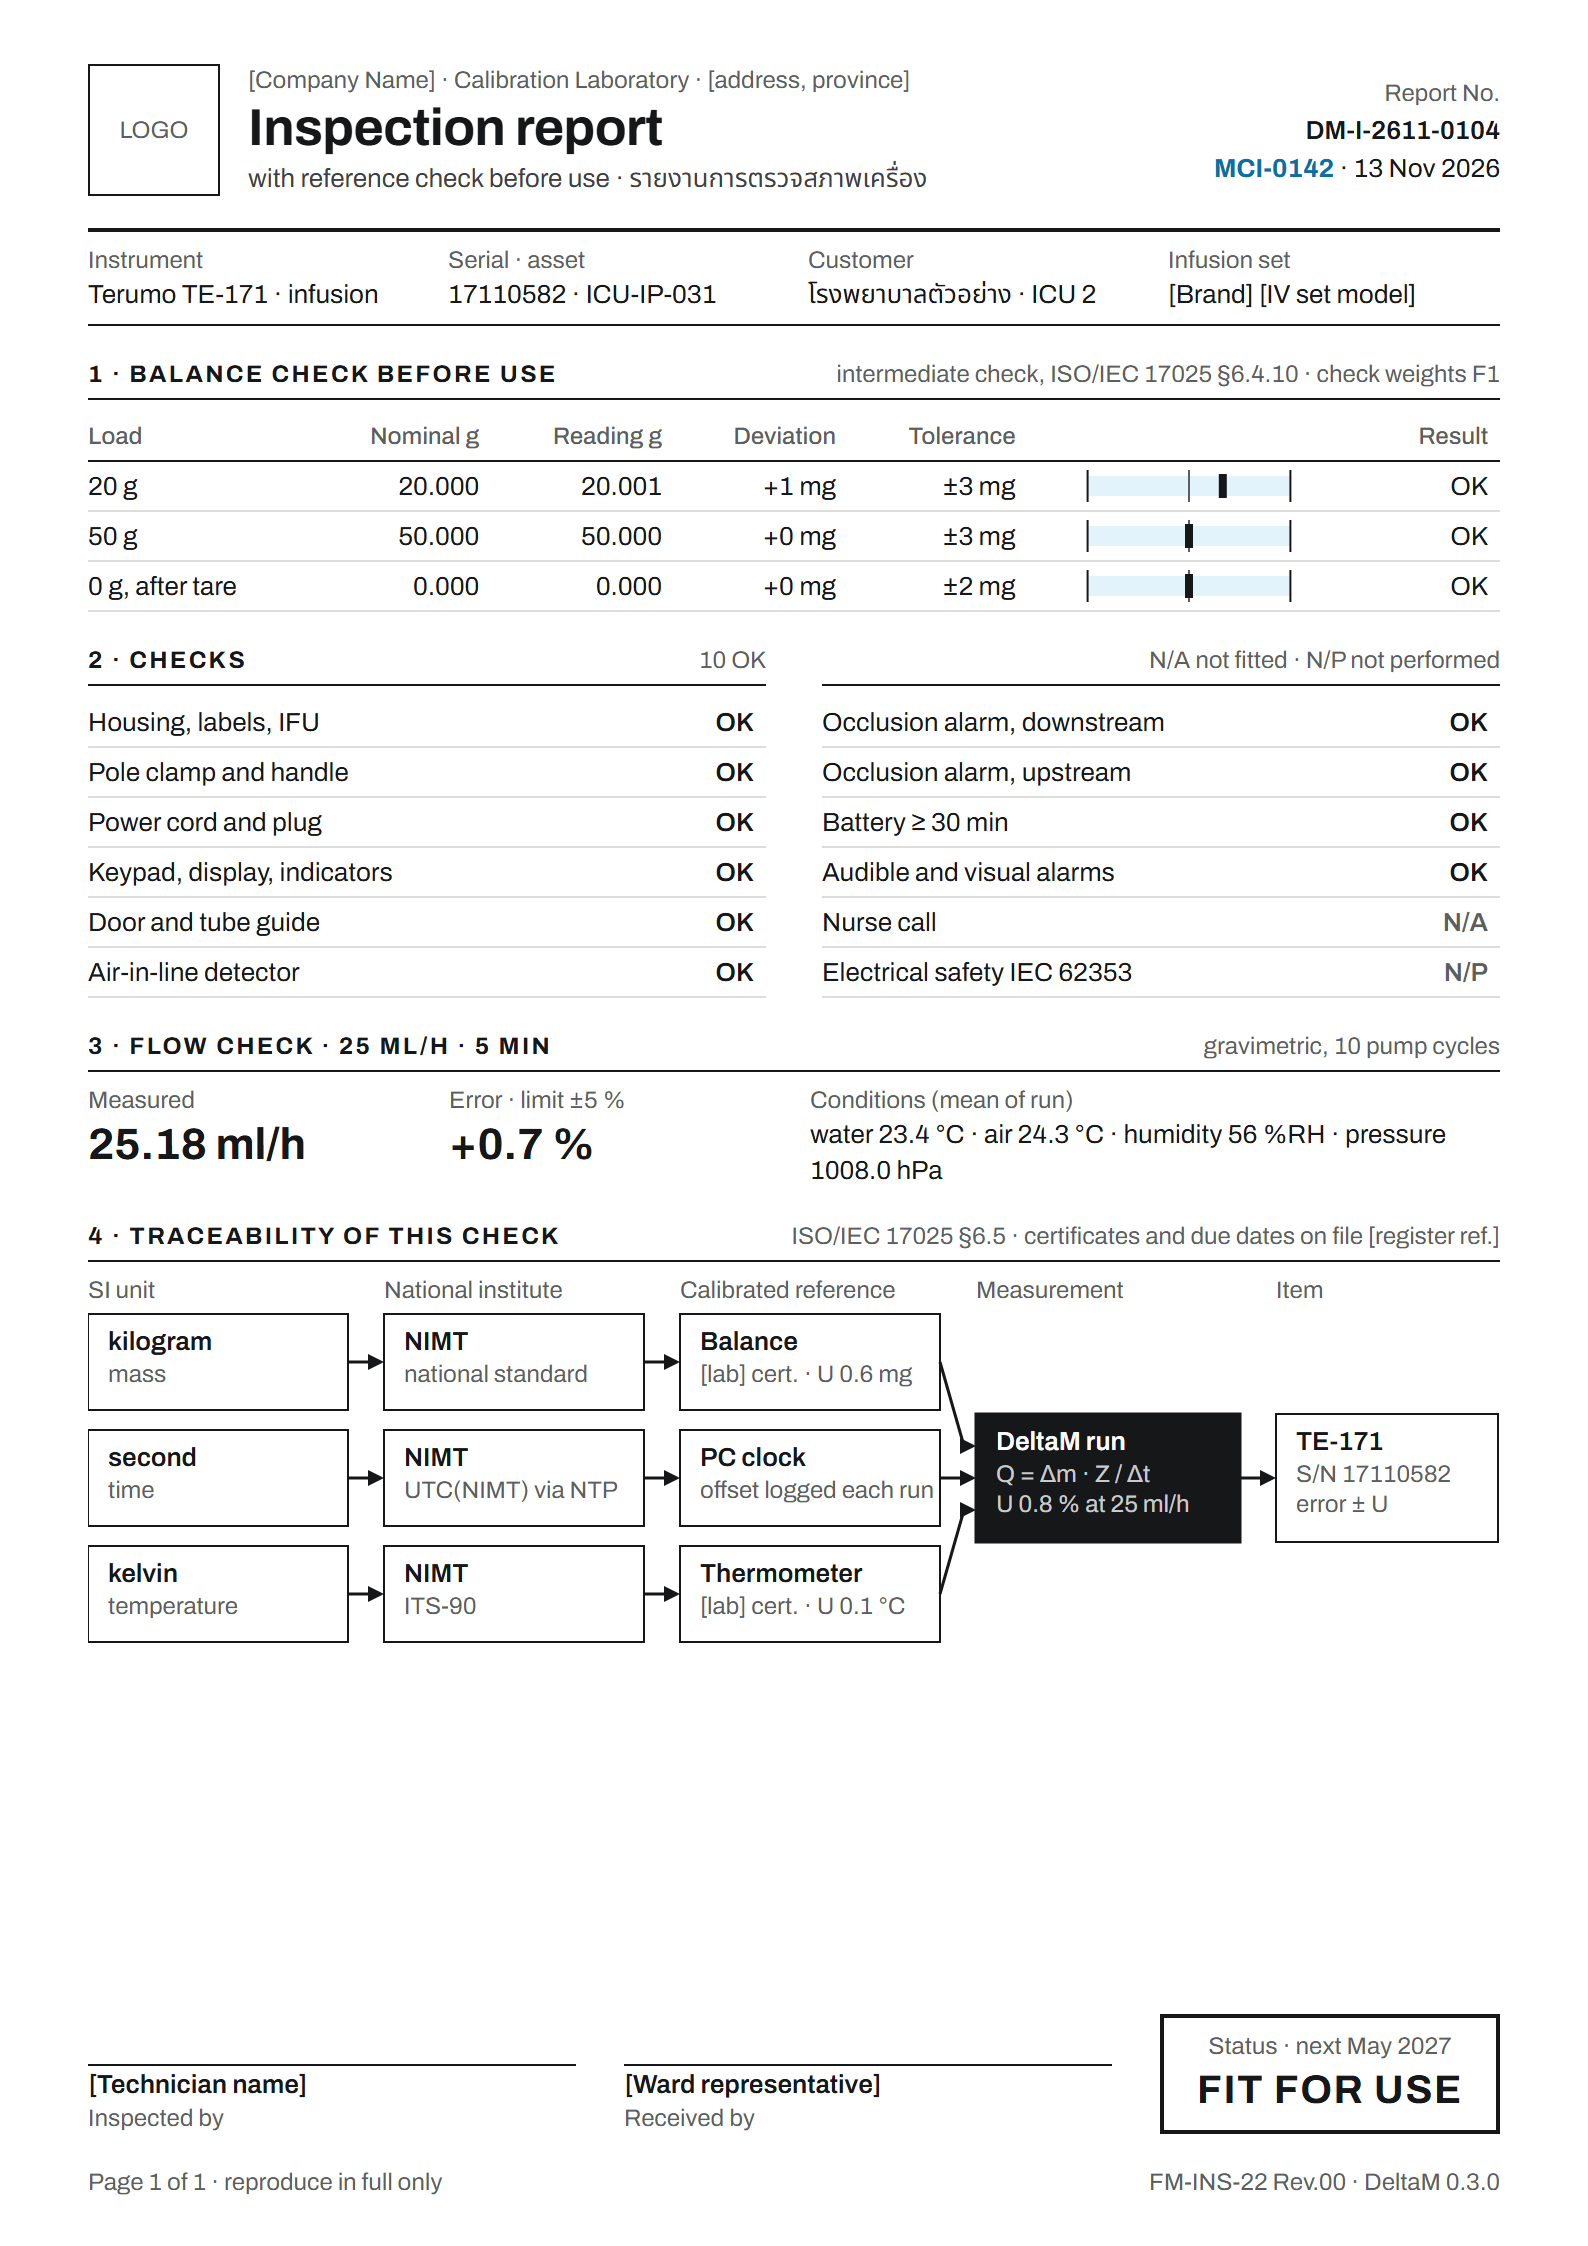 LOGO
[Company Name] · Calibration Laboratory · [address, province]
Inspection report
with reference check before use · รายงานการตรวจสภาพเครื่อง
Report No.
DM-I-2611-0104
MCI-0142 · 13 Nov 2026
Instrument
Terumo TE-171 · infusion
Serial · asset
17110582 · ICU-IP-031
Customer
โรงพยาบาลตัวอย่าง · ICU 2
Infusion set
[Brand] [IV set model]
1 · BALANCE CHECK BEFORE USE
intermediate check, ISO/IEC 17025 §6.4.10 · check weights F1
Load Nominal g Reading g Deviation Tolerance Result
20 g 20.000 20.001 +1 mg ±3 mg OK
50 g 50.000 50.000 +0 mg ±3 mg OK
0 g, after tare 0.000 0.000 +0 mg ±2 mg OK
2 · CHECKS 10 OK
N/A not fitted · N/P not performed
Housing, labels, IFU OK
Pole clamp and handle OK
Power cord and plug OK
Keypad, display, indicators OK
Door and tube guide OK
Air-in-line detector OK
Occlusion alarm, downstream OK
Occlusion alarm, upstream OK
Battery ≥ 30 min OK
Audible and visual alarms OK
Nurse call N/A
Electrical safety IEC 62353 N/P
3 · FLOW CHECK · 25 ML/H · 5 MIN
gravimetric, 10 pump cycles
Measured
25.18 ml/h
Error · limit ±5 %
+0.7 %
Conditions (mean of run)
water 23.4 °C · air 24.3 °C · humidity 56 %RH · pressure
1008.0 hPa
4 · TRACEABILITY OF THIS CHECK
ISO/IEC 17025 §6.5 · certificates and due dates on file [register ref.]
SI unit National institute Calibrated reference Measurement Item
kilogram
mass
NIMT
national standard
Balance
[lab] cert. · U 0.6 mg
second
time
NIMT
UTC(NIMT) via NTP
PC clock
offset logged each run
kelvin
temperature
NIMT
ITS-90
Thermometer
[lab] cert. · U 0.1 °C
DeltaM run
Q = Δm · Z / Δt
U 0.8 % at 25 ml/h
TE-171
S/N 17110582
error ± U
[Technician name]
Inspected by
[Ward representative]
Received by
Status · next May 2027
FIT FOR USE
Page 1 of 1 · reproduce in full only
FM-INS-22 Rev.00 · DeltaM 0.3.0